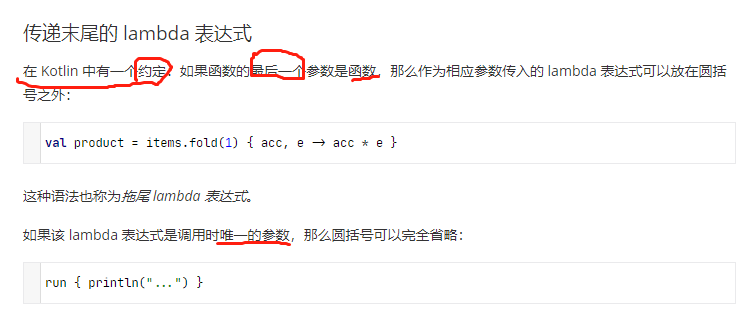 传递末尾的 lambda 表达式
在 Kotlin 中有一个约定：如果函数的最后一个参数是函数，那么作为相应参数传入的 lambda 表达式可以放在圆括
号之外：
val product = items.fold(1) { acc, e -> acc * e }
这种语法也称为拖尾 lambda 表达式。
如果该 lambda 表达式是调用时唯一的参数，那么圆括号可以完全省略：
run { println("...") }